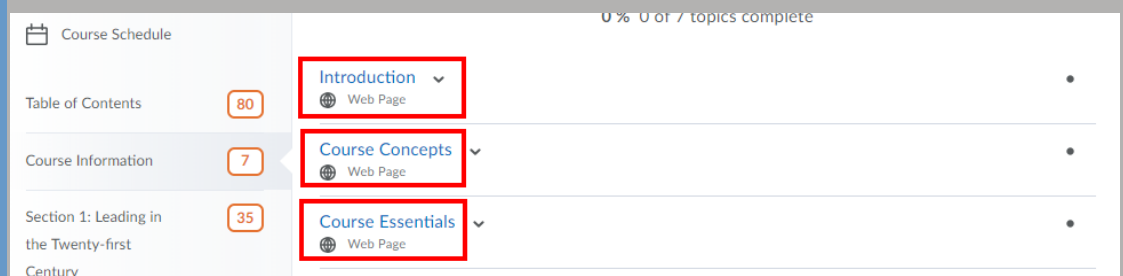 0 % 0 of 7 topics complete
Course Schedule
Table of Contents 80
Course Information 7
Section 1: Leading in 35
the Twenty-first
Century
Introduction
Web Page
Course Concepts
Web Page
Course Essentials
Web Page